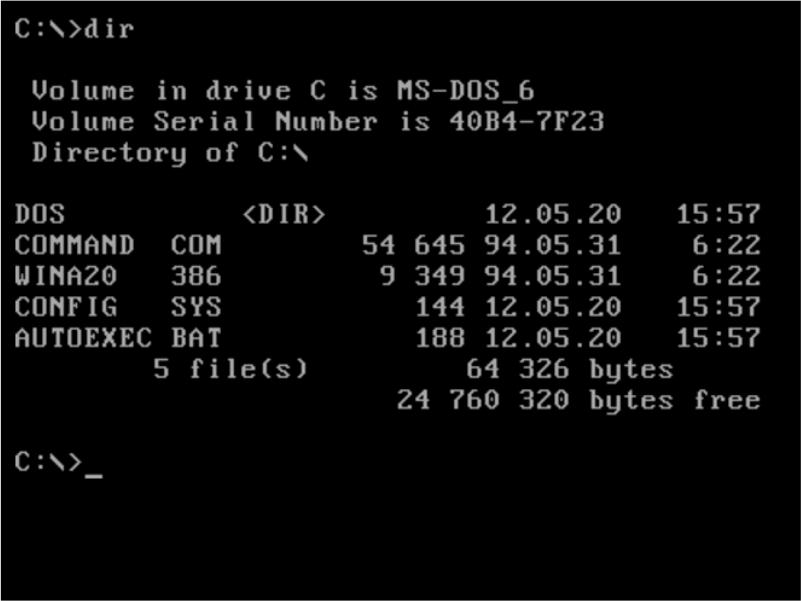 C:\>dir
Volume in drive C is MS-DOS_6
Volume Serial Number is 40B4-7F23
Directory of C:\
DOS <DIR> 12.05.20 15:57
COMMAND COM 54 645 94.05.31 6:22
WINA20 386 9 349 94.05.31 6:22
CONFIG SYS 144 12.05.20 15:57
AUTOEXEC BAT 188 12.05.20 15:57
5 file(s) 64 326 bytes
24 760 320 bytes free
C:\>_